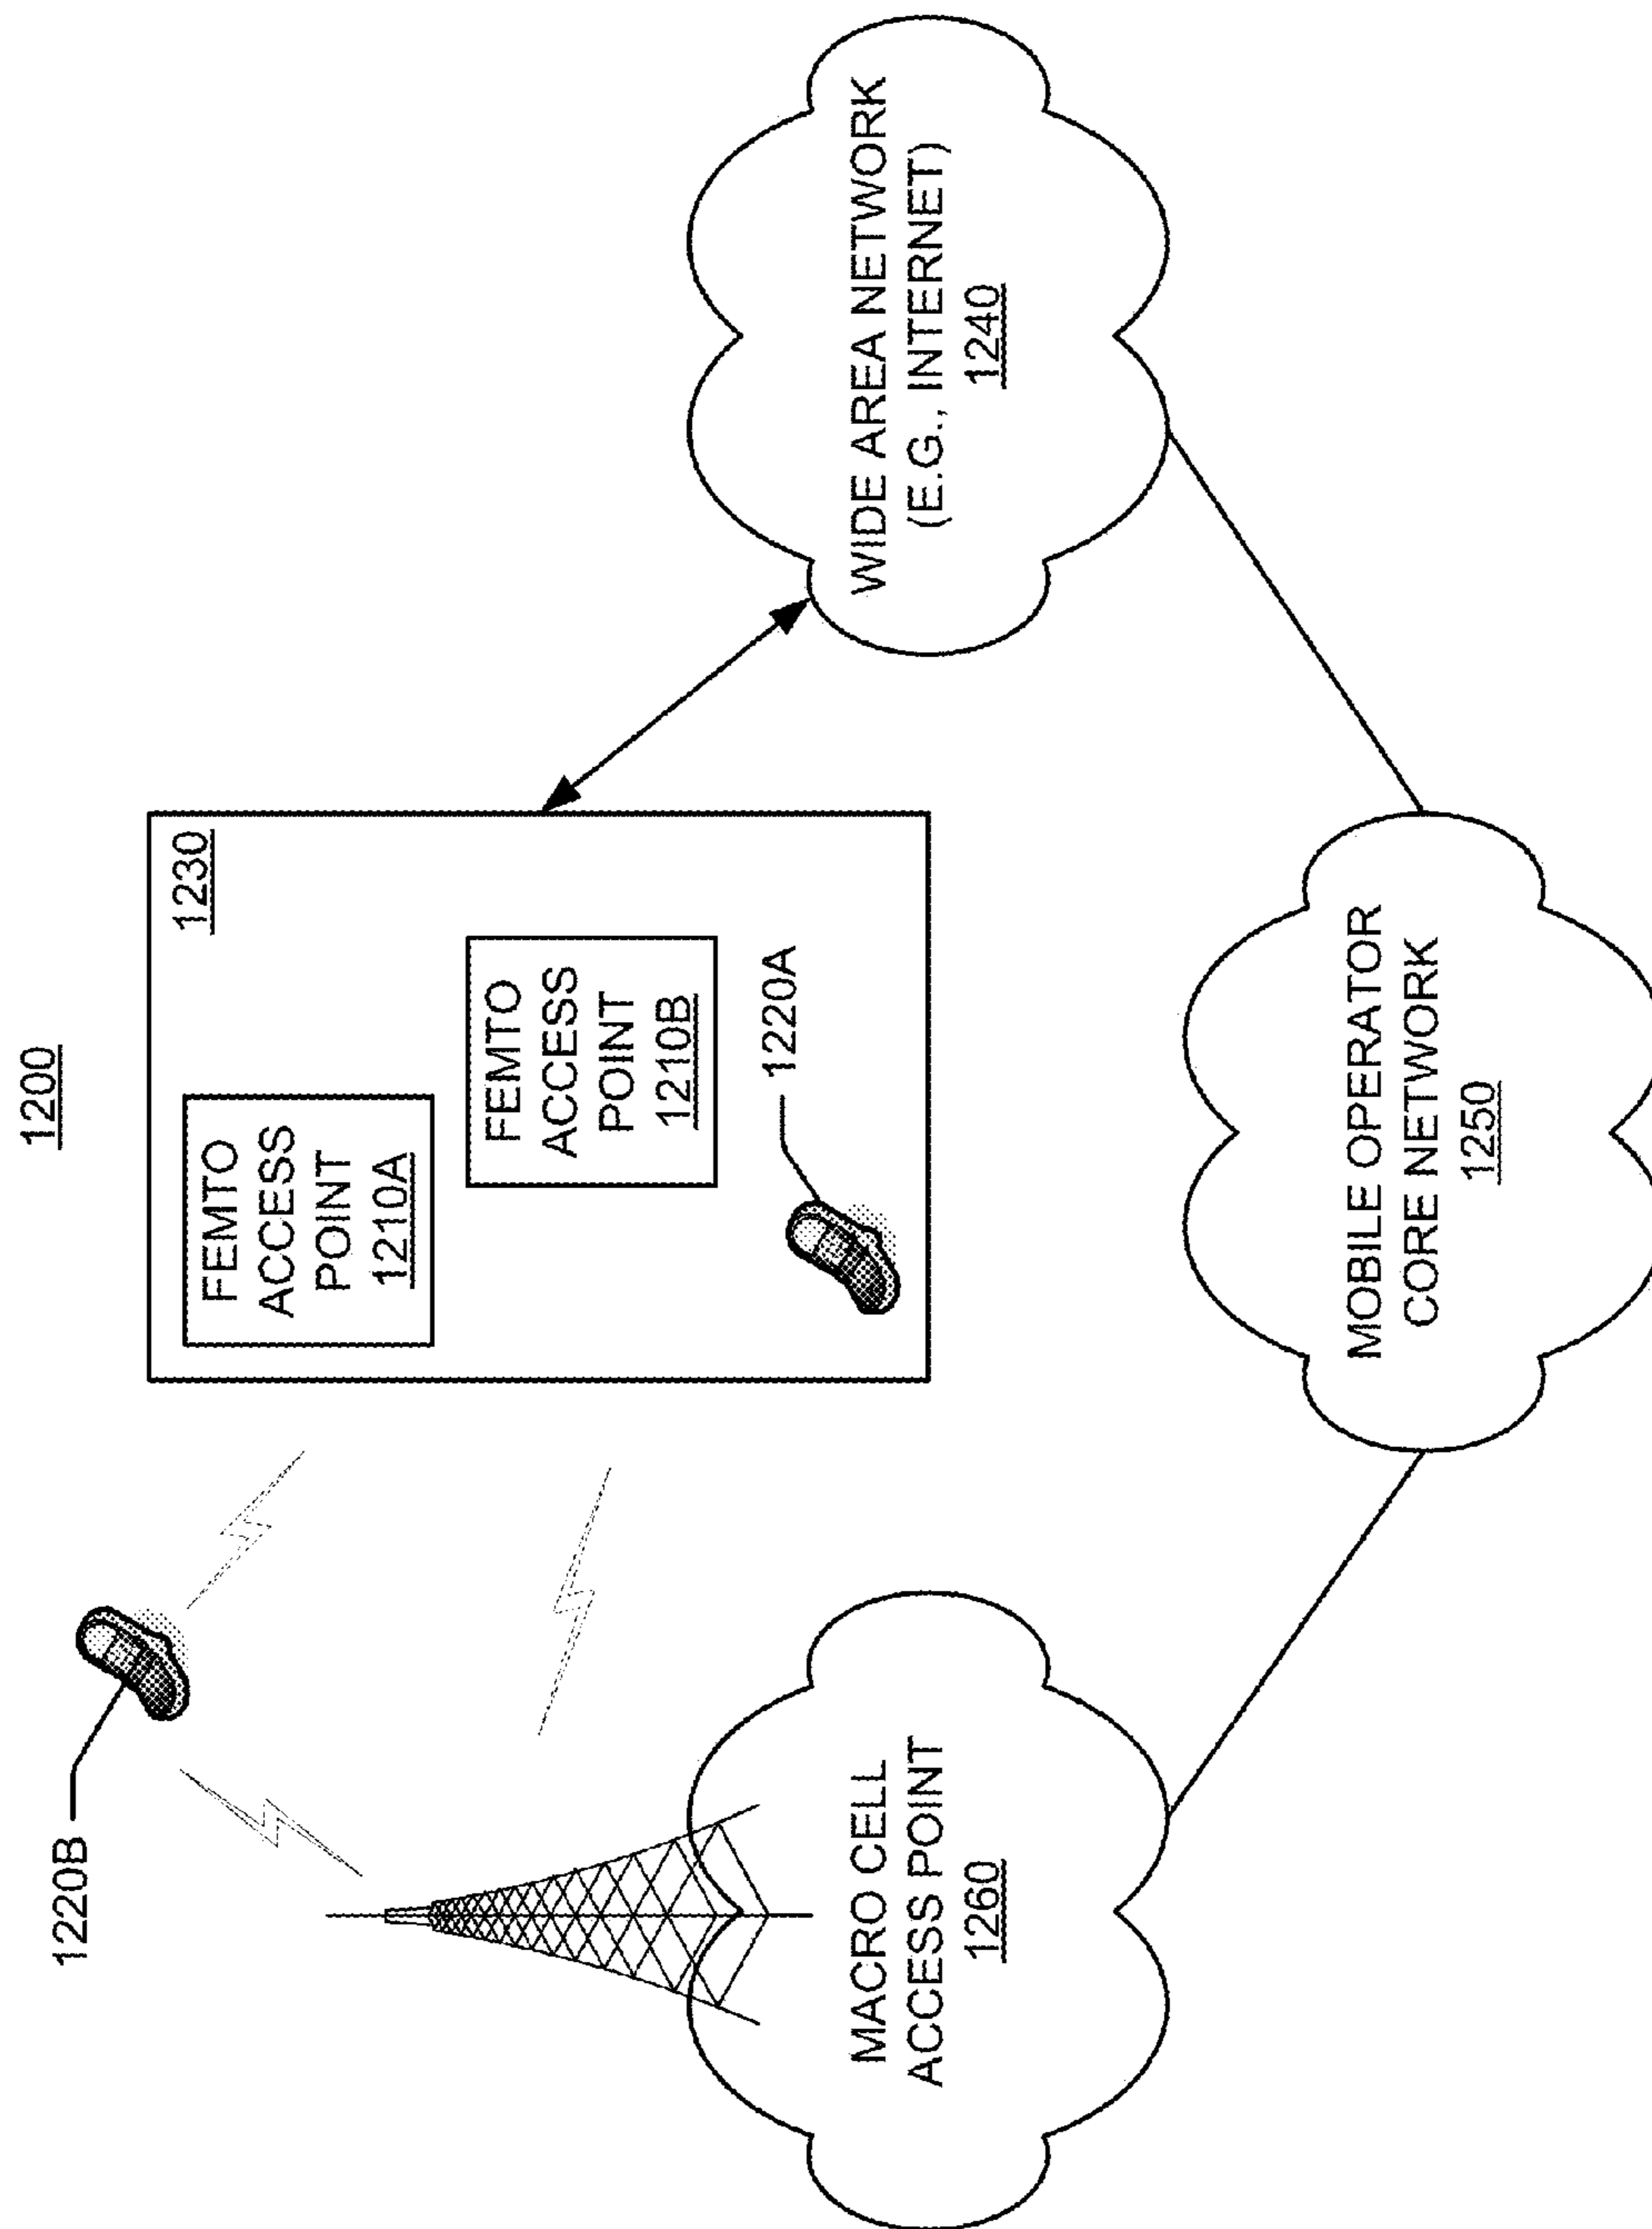 1200
1220B
FEMTO
ACCESS
POINT
1210A
1230
FEMTO
ACCESS
POINT
1210B
1220A
MACRO CELL
ACCESS POINT
1260
WIDE AREA NETWORK
(E.G., INTERNET)
1240
MOBILE OPERATOR
CORE NETWORK
1250